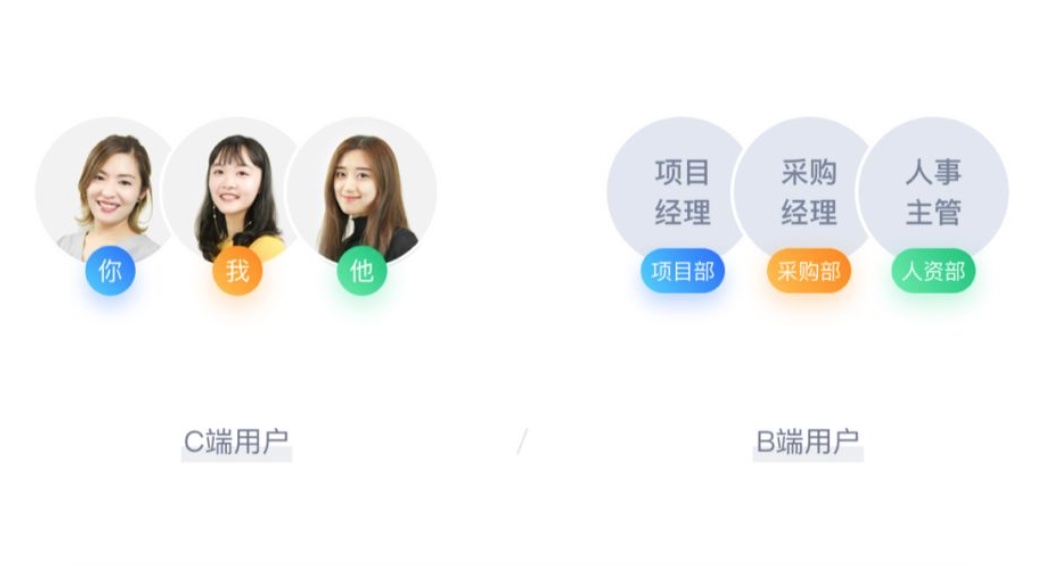 你
我
他
项目
经理
采购
经理
人事
主管
项目部
采购部
人资部
C端用户
/
B端用户